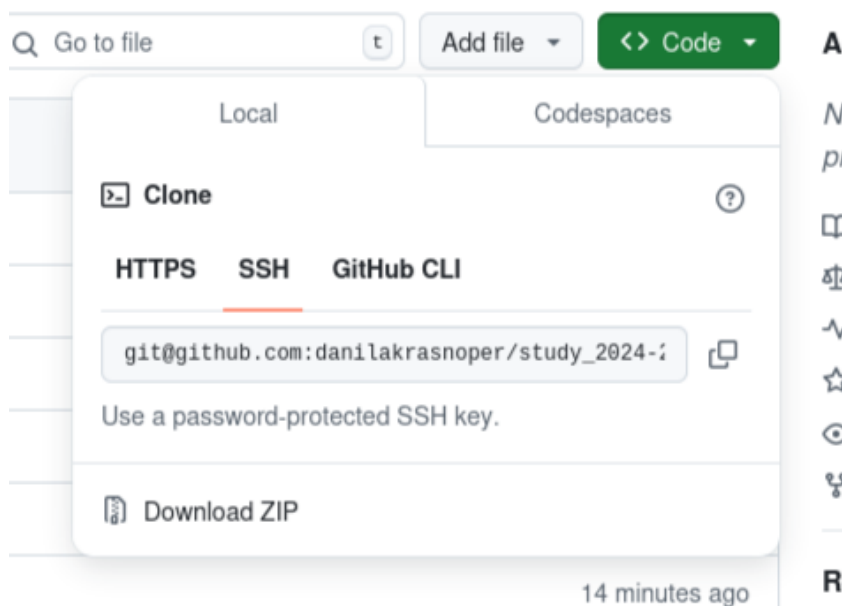 Go to file t Add file <> Code A
Local Codespaces
Clone
HTTPS SSH GitHub CLI
git@github.com:danilakrasnoper/study_2024-
Use a password-protected SSH key.
Download ZIP
14 minutes ago R